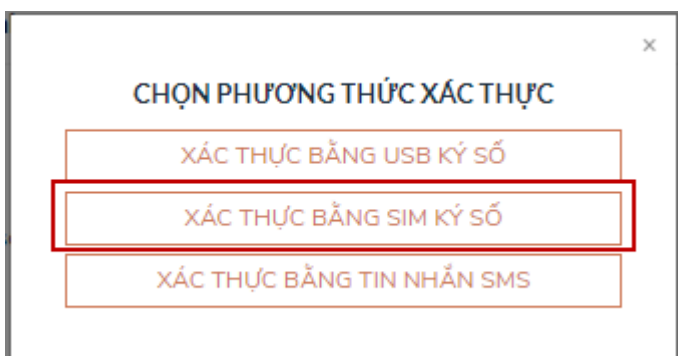 ×
CHỌN PHƯƠNG THỨC XÁC THỰC
XÁC THỰC BẰNG USB KÝ SỐ
XÁC THỰC BẰNG SIM KÝ SỐ
XÁC THỰC BẰNG TIN NHẮN SMS